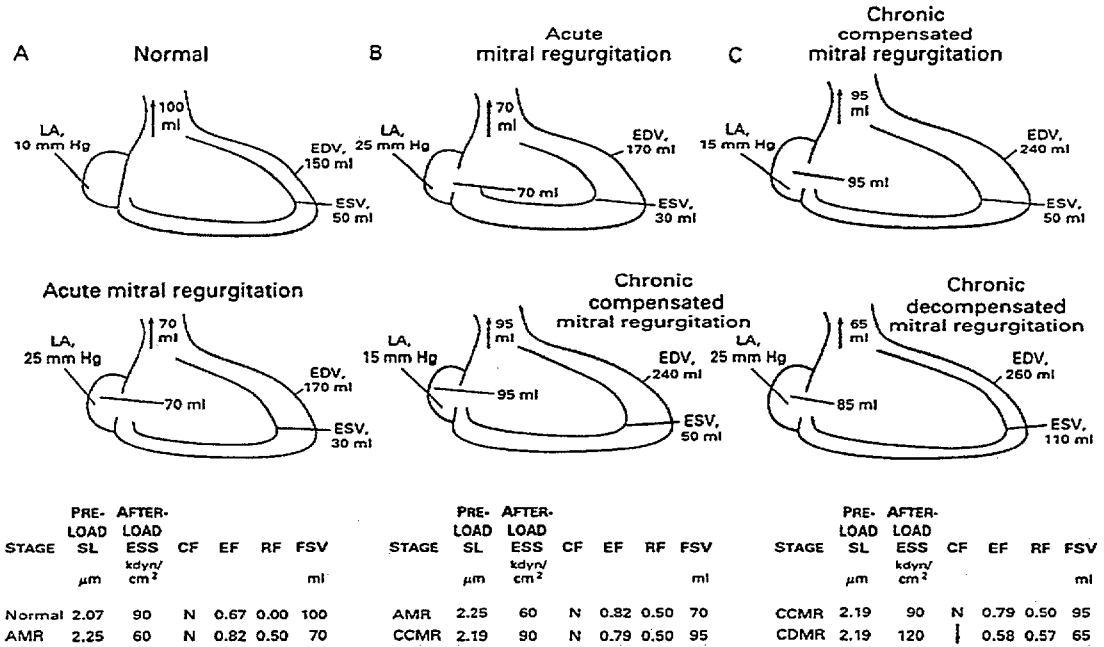 A
Normal
100
ml
LA,
10 mm Hg
EDV,
150 ml
ESV,
50 ml
B
Acute
mitral regurgitation
70
ml
LA,
25 mm Hg
EDV,
170 ml
70 ml
ESV,
30 ml
C
Chronic
compensated
mitral regurgitation
95
ml
LA,
15 mm Hg
EDV,
240 ml
95 ml
ESV,
50 ml
Acute mitral regurgitation
70
ml
LA,
25 mm Hg
EDV,
170 ml
70 ml
ESV,
30 ml
Chronic
compensated
mitral regurgitation
95
ml
LA,
15 mm Hg
EDV,
240 ml
95 ml
ESV,
50 ml
Chronic
decompensated
mitral regurgitation
65
ml
LA,
25 mm Hg
EDV,
260 ml
85 ml
ESV,
110 ml
PRE- AFTER-
LOAD LOAD
STAGE SL ESS CF EF RF FSV
μm kdyn/cm² ml
Normal 2.07 90 N 0.67 0.00 100
AMR 2.25 60 N 0.82 0.50 70
PRE- AFTER-
LOAD LOAD
STAGE SL ESS CF EF RF FSV
μm kdyn/cm² ml
AMR 2.25 60 N 0.82 0.50 70
CCMR 2.19 90 N 0.79 0.50 95
PRE- AFTER-
LOAD LOAD
STAGE SL ESS CF EF RF FSV
μm kdyn/cm² ml
CCMR 2.19 90 N 0.79 0.50 95
CDMR 2.19 120 ↓ 0.58 0.57 65